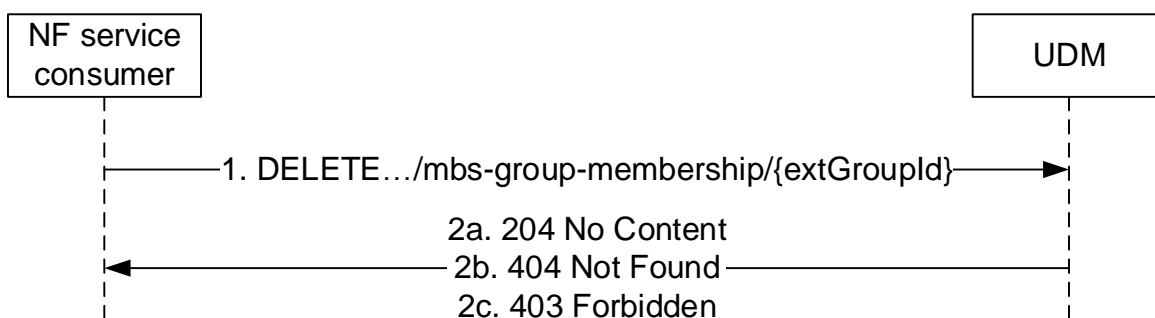 NF service
consumer
UDM
1. DELETE…/mbs-group-membership/{extGroupId}
2a. 204 No Content
2b. 404 Not Found
2c. 403 Forbidden